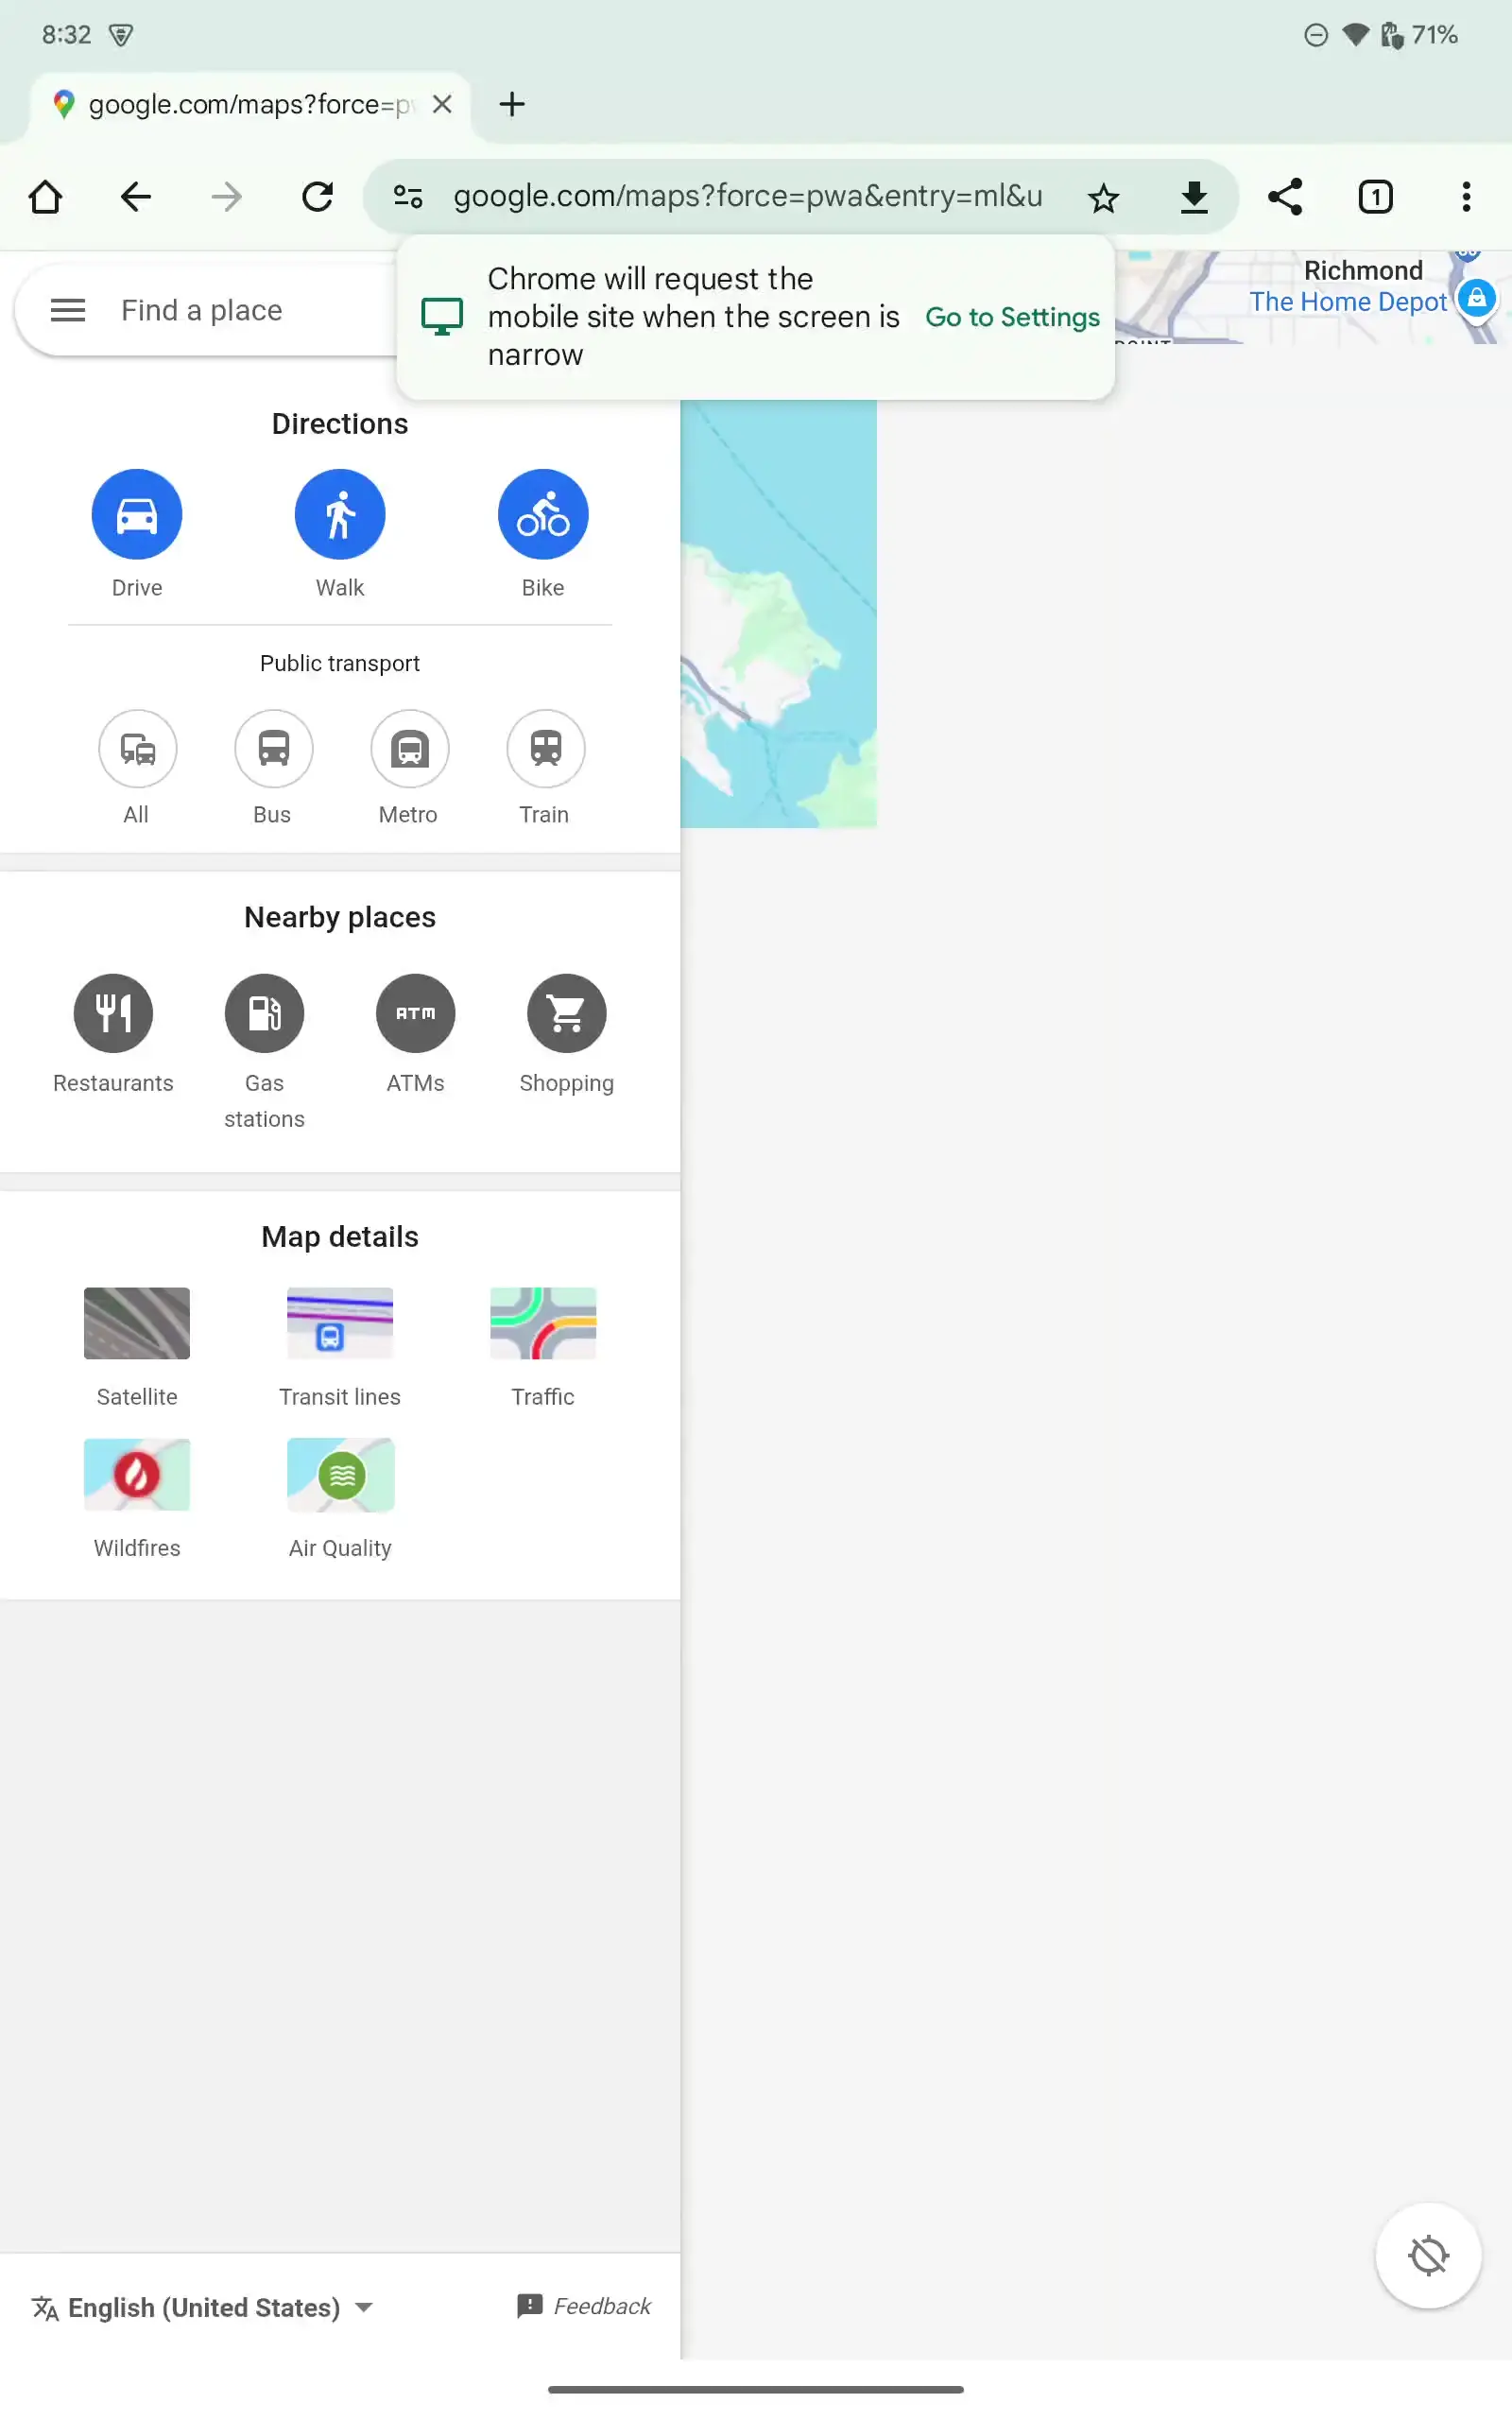 8:32
71%
google.com/maps?force=pw
google.com/maps?force=pwa&entry=ml&u
1
Chrome will request the
mobile site when the screen is
narrow
Go to Settings
Find a place
Richmond
The Home Depot
Directions
Drive
Walk
Bike
Public transport
All
Bus
Metro
Train
Nearby places
ATM
Restaurants
Gas
stations
ATMs
Shopping
Map details
Satellite
Transit lines
Traffic
Wildfires
Air Quality
English (United States)
Feedback